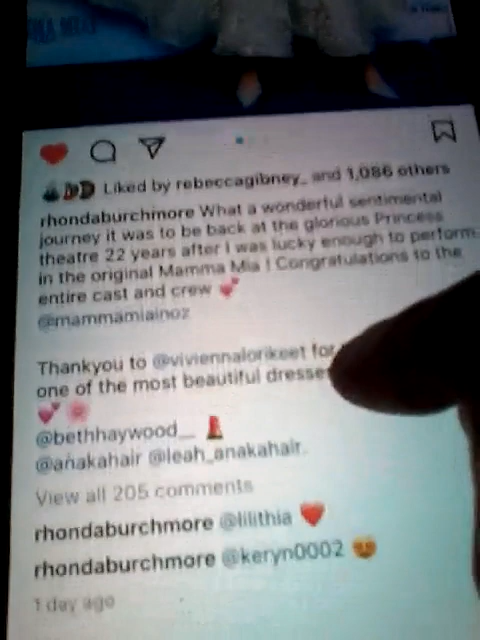 Liked by rebeccagibney_ and 1,086 others
rhondaburchmore What a wonderful sentimental
journey it was to be back at the glorious Princess
theatre 22 years after I was lucky enough to perform
in the original Mamma Mia ! Congratulations to the
entire cast and crew 💕
@mammamiainoz
Thankyou to @viviennalorikeet for
one of the most beautiful dresses
💕🌸
@bethhaywood__ 💄
@anakahair @leah_anakahair.
View all 205 comments
rhondaburchmore @lilithia ❤️
rhondaburchmore @keryn0002 😍
1 day ago